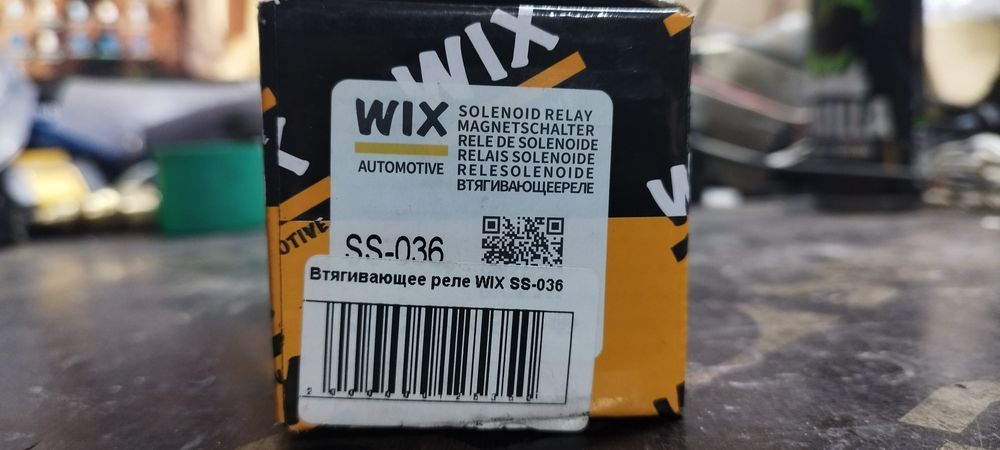 WIX
WIX
AUTOMOTIVE
SOLENOID RELAY
MAGNETSCHALTER
RELE DE SOLENOIDE
RELAIS SOLENOIDE
RELESOLENOIDE
ВТЯГИВАЮЩЕЕРЕЛЕ
SS-036
Втягивающее реле WIX SS-036